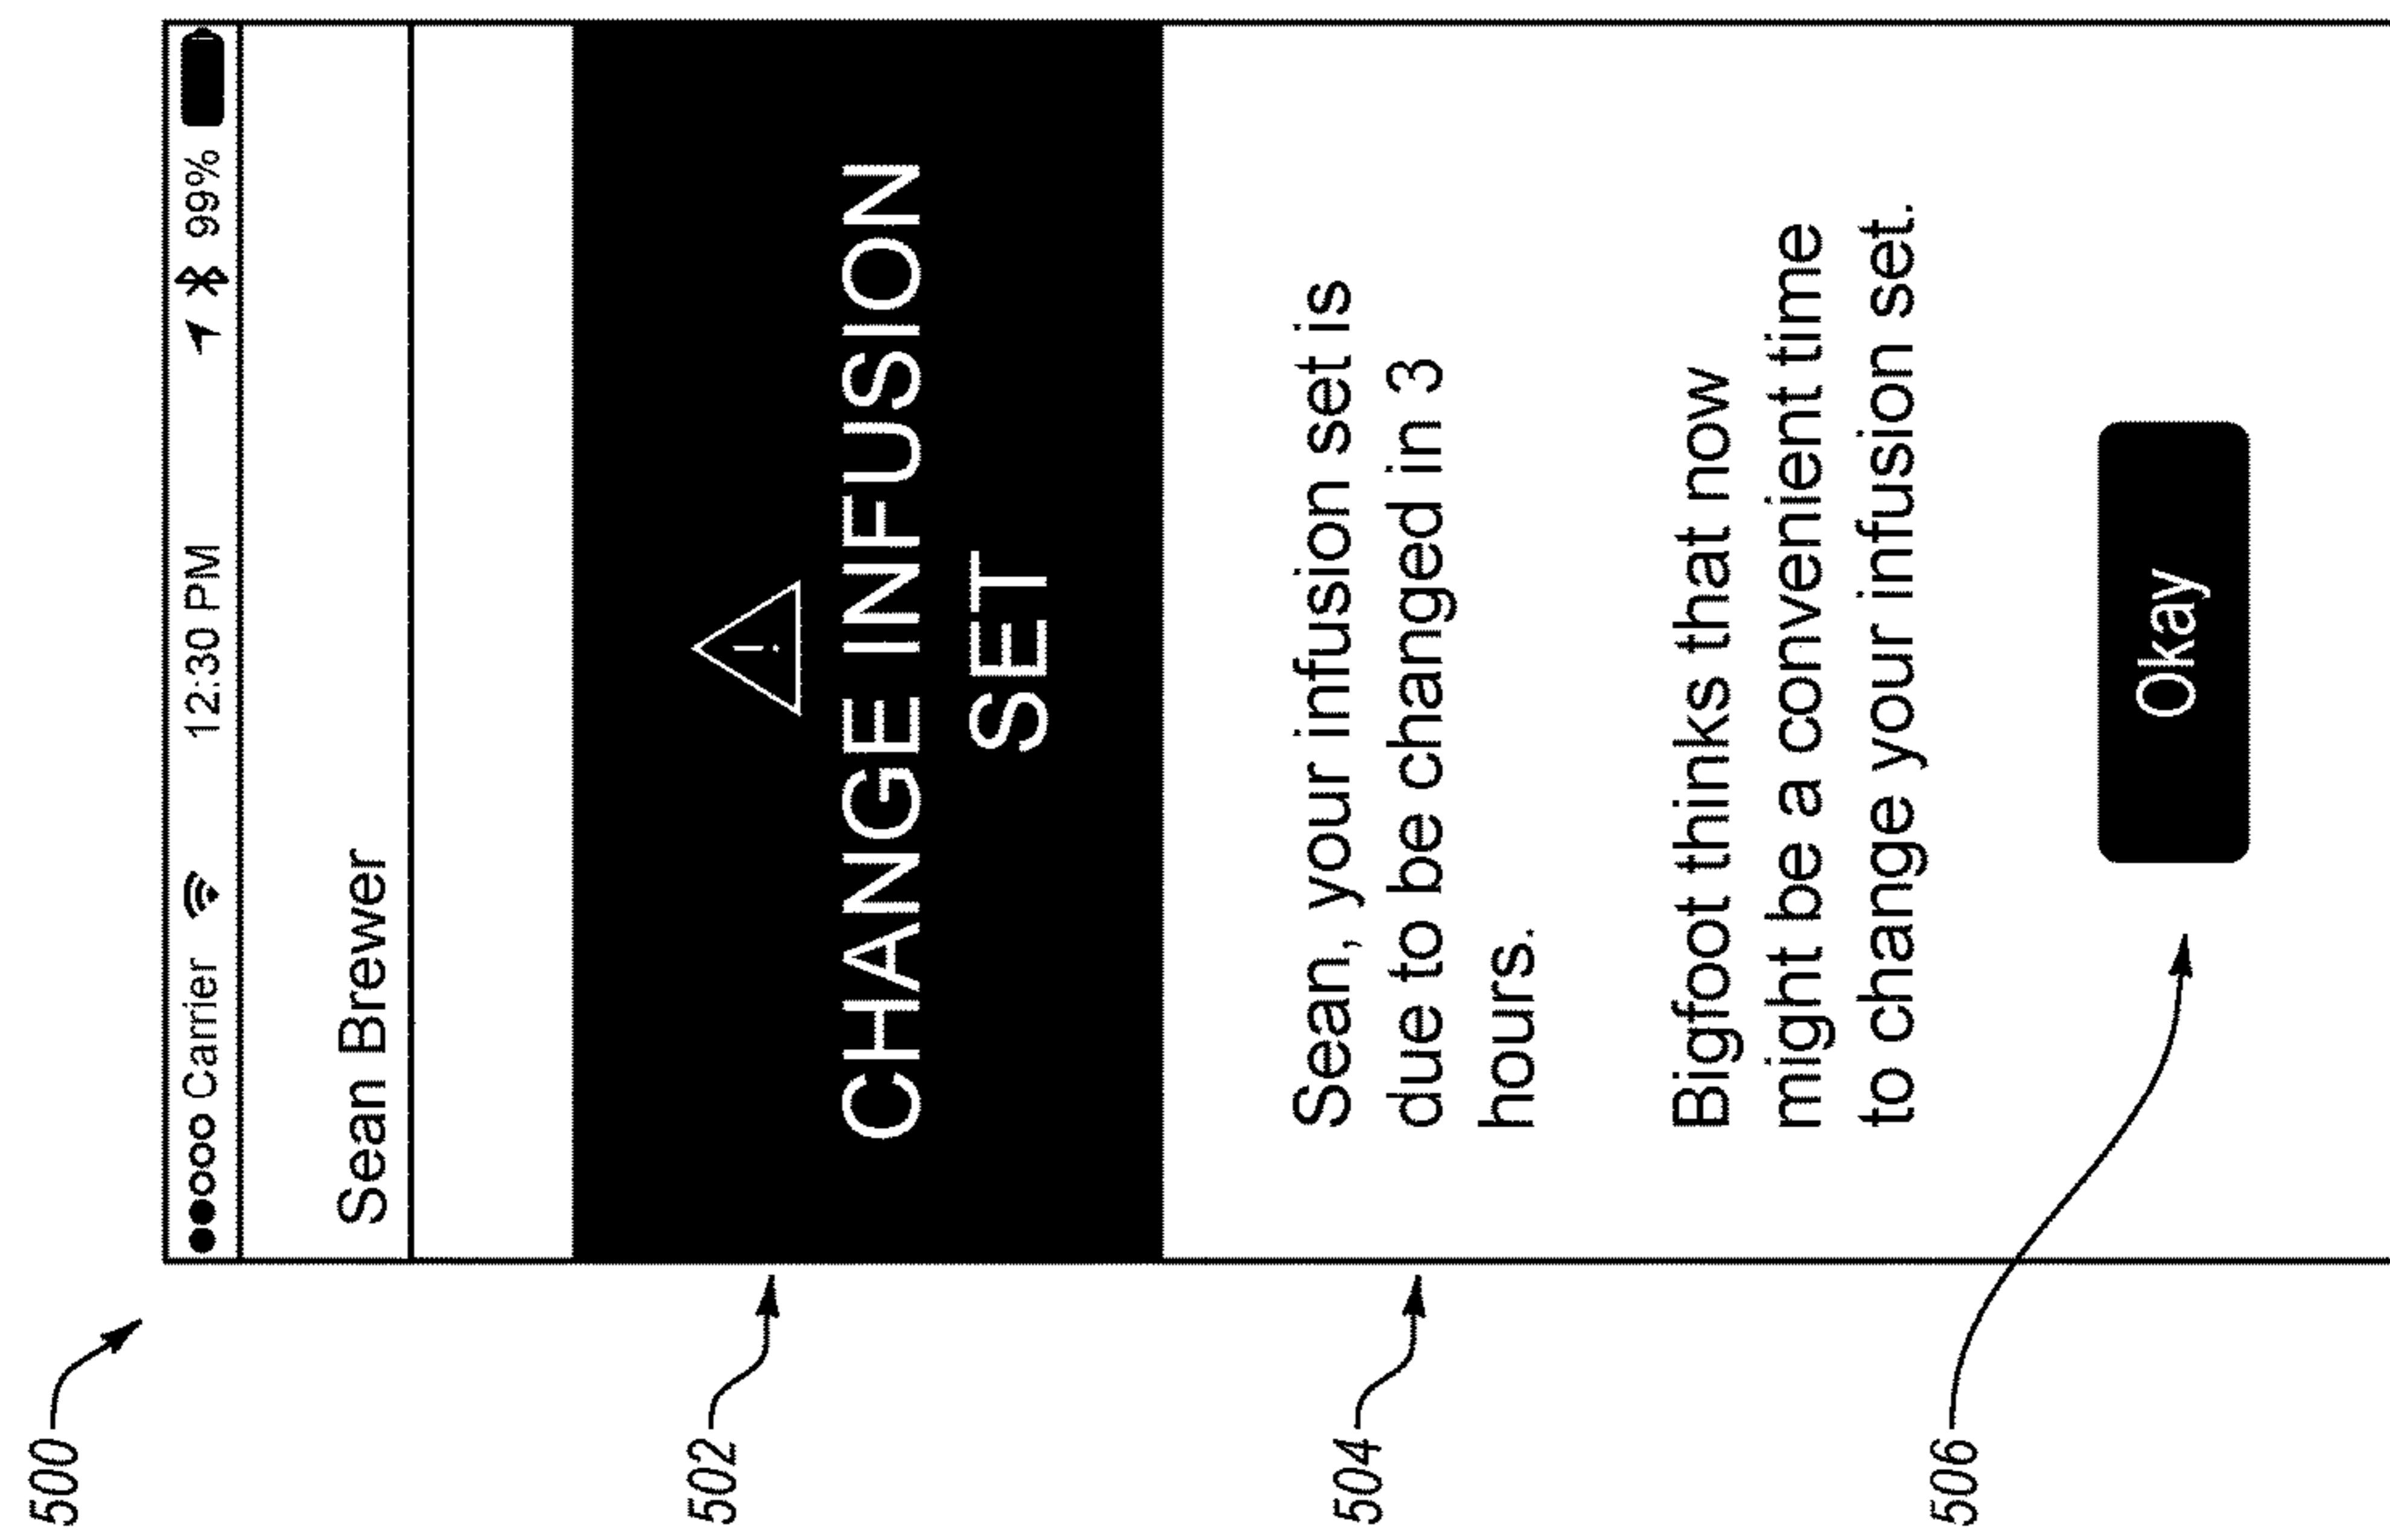 500
●●○○○ Carrier 12:30 PM 99%
Sean Brewer
502
!
CHANGE INFUSION
SET
504
Sean, your infusion set is
due to be changed in 3
hours.
Bigfoot thinks that now
might be a convenient time
to change your infusion set.
506
Okay